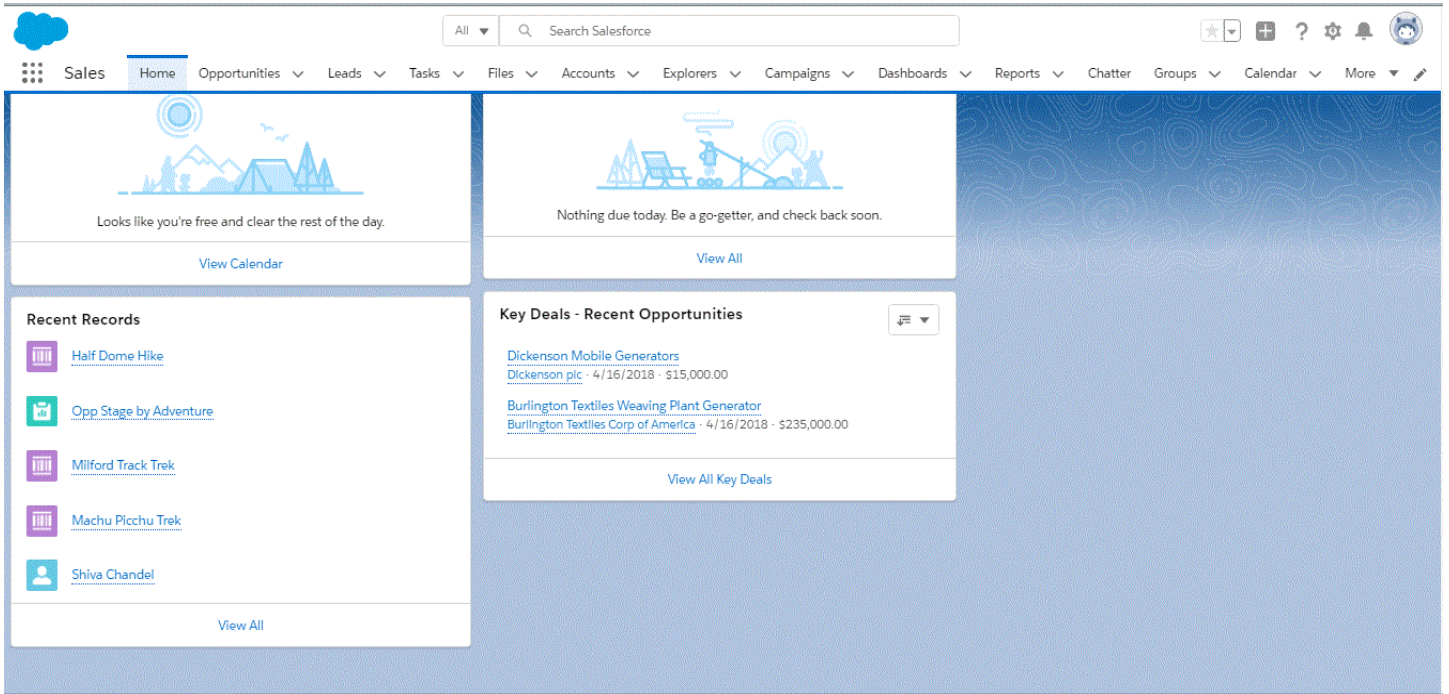 All
Search Salesforce
Sales Home Opportunities Leads Tasks Files Accounts Explorers Campaigns Dashboards Reports Chatter Groups Calendar More
Looks like you're free and clear the rest of the day.
View Calendar
Nothing due today. Be a go-getter, and check back soon.
View All
Recent Records
Half Dome Hike
Opp Stage by Adventure
Milford Track Trek
Machu Picchu Trek
Shiva Chandel
View All
Key Deals - Recent Opportunities
Dickenson Mobile Generators
Dickenson plc · 4/16/2018 · $15,000.00
Burlington Textiles Weaving Plant Generator
Burlington Textiles Corp of America · 4/16/2018 · $235,000.00
View All Key Deals